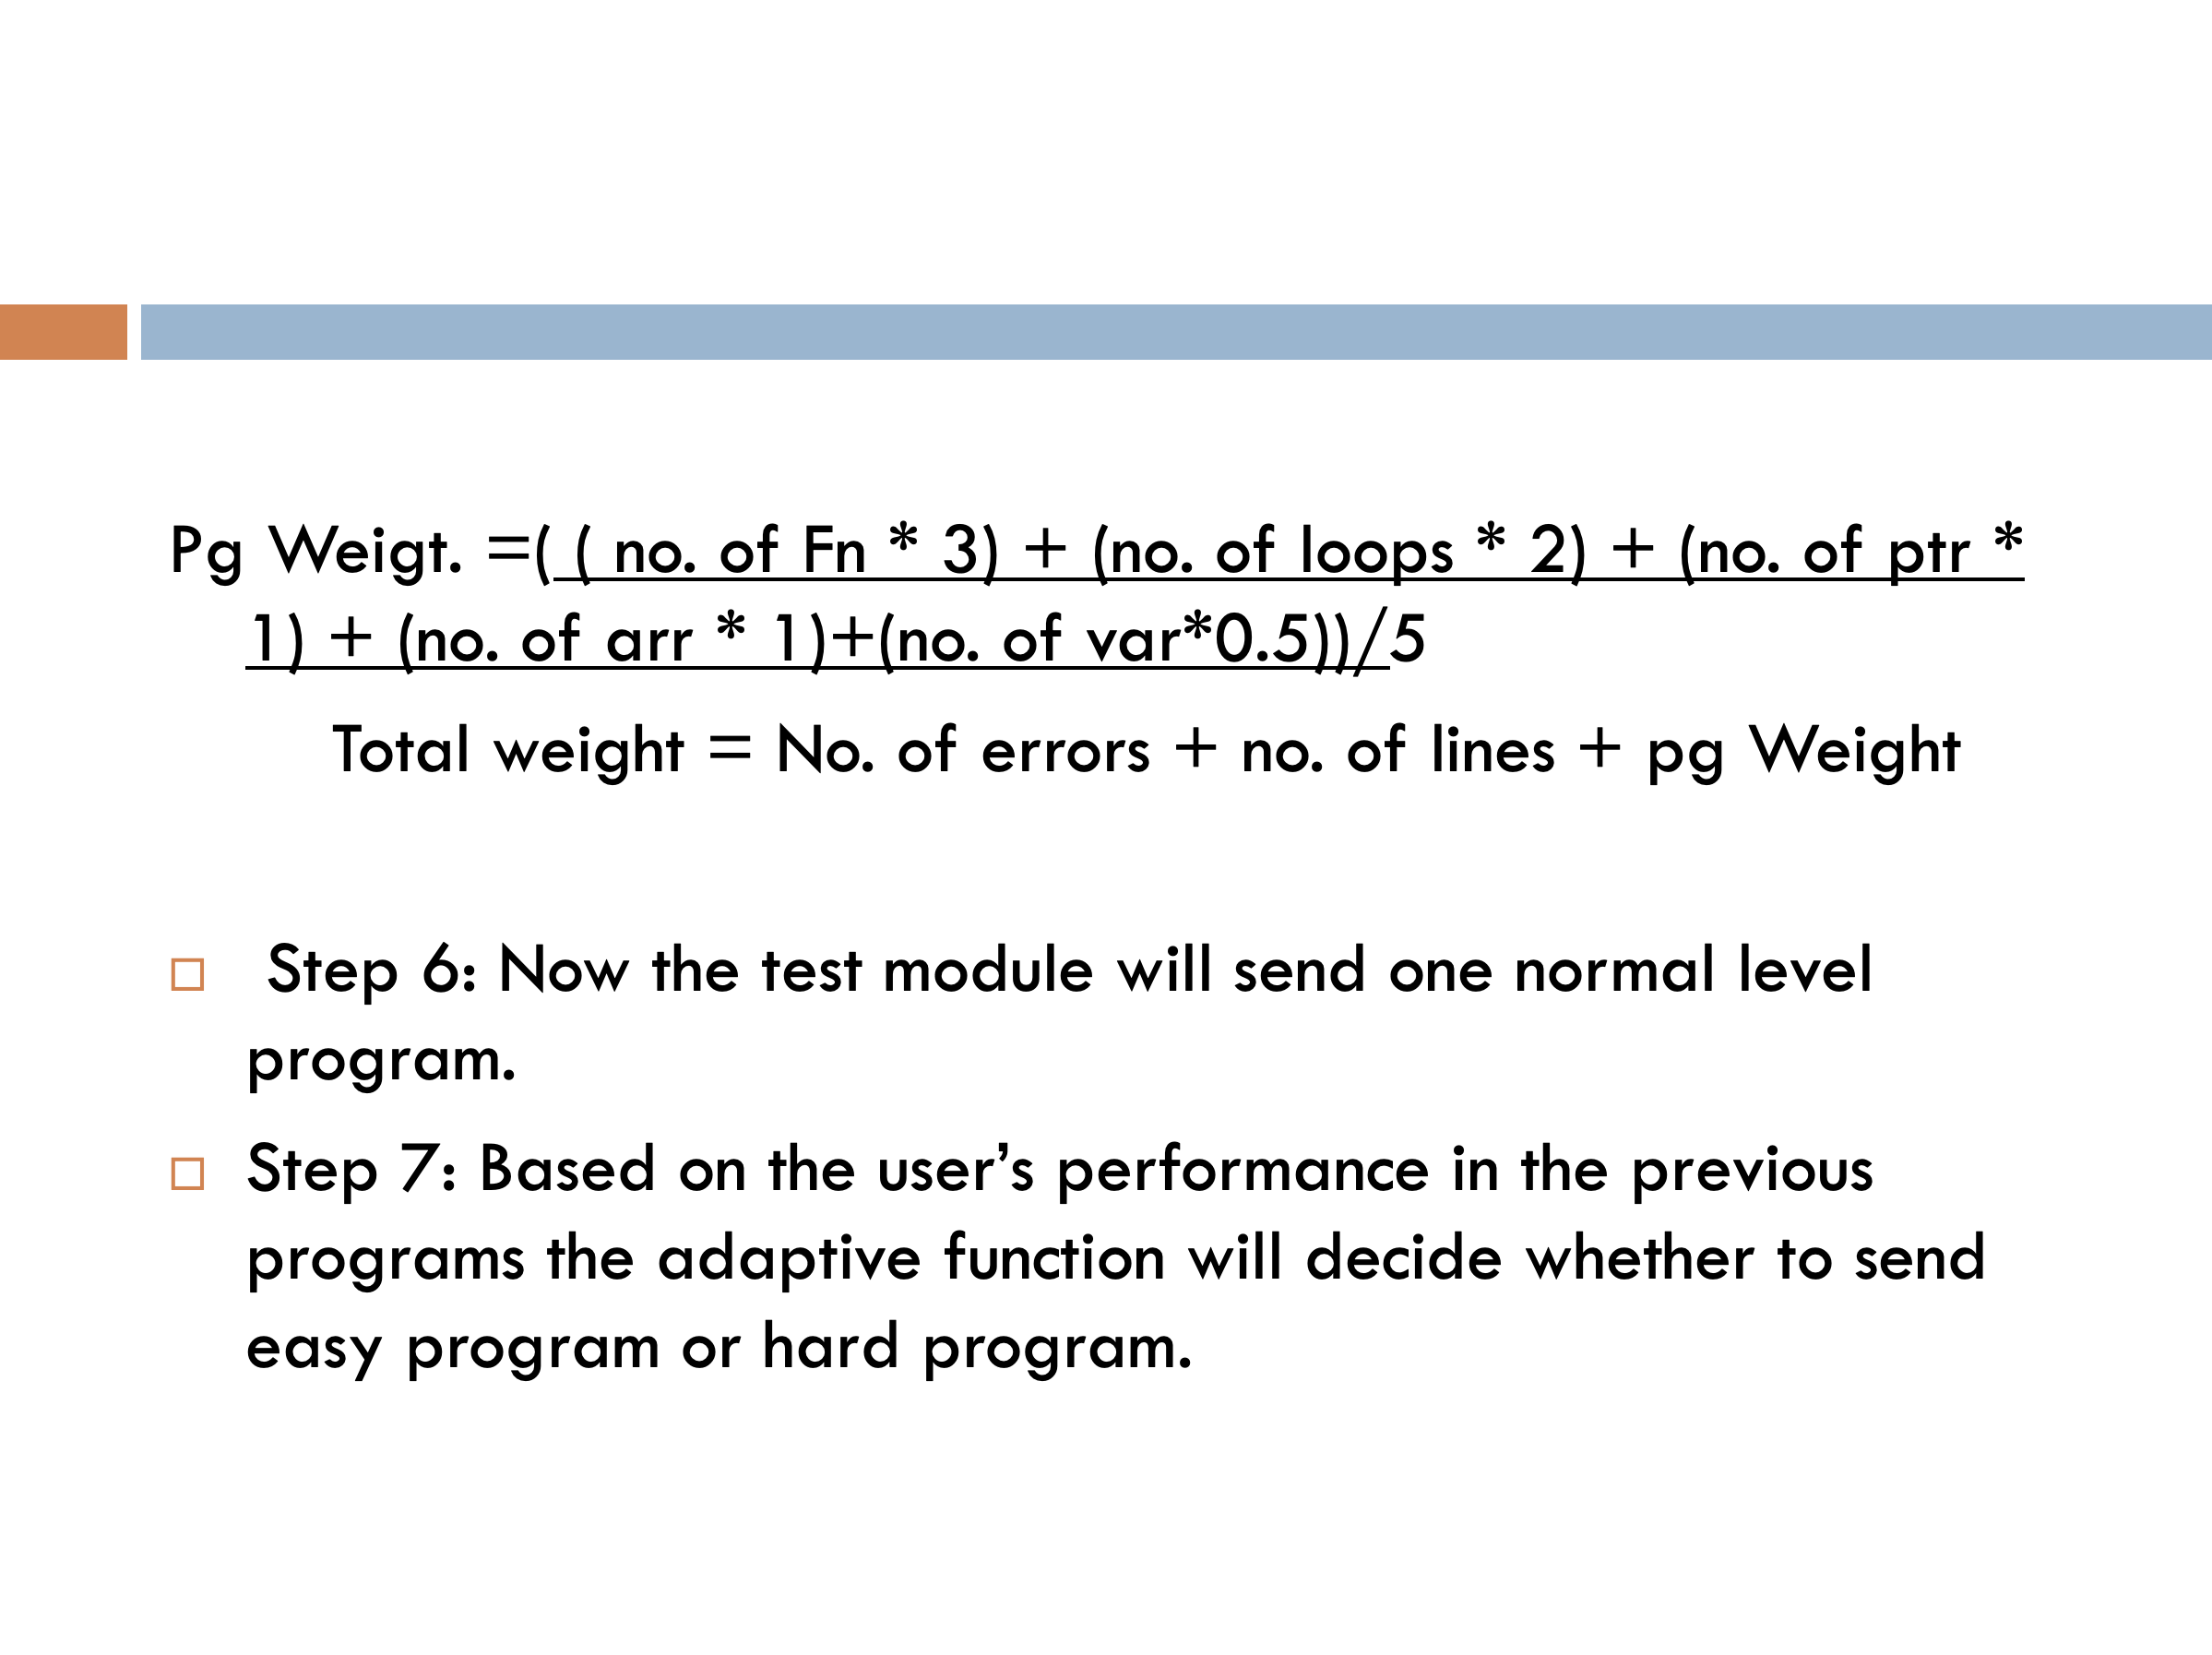 Pg Weigt. =( ( no. of Fn * 3) + (no. of loops * 2) + (no. of ptr *
1) + (no. of arr * 1)+(no. of var*0.5))/5
Total weight = No. of errors + no. of lines + pg Weight
Step 6: Now the test module will send one normal level
program.
Step 7: Based on the user’s performance in the previous
programs the adaptive function will decide whether to send
easy program or hard program.